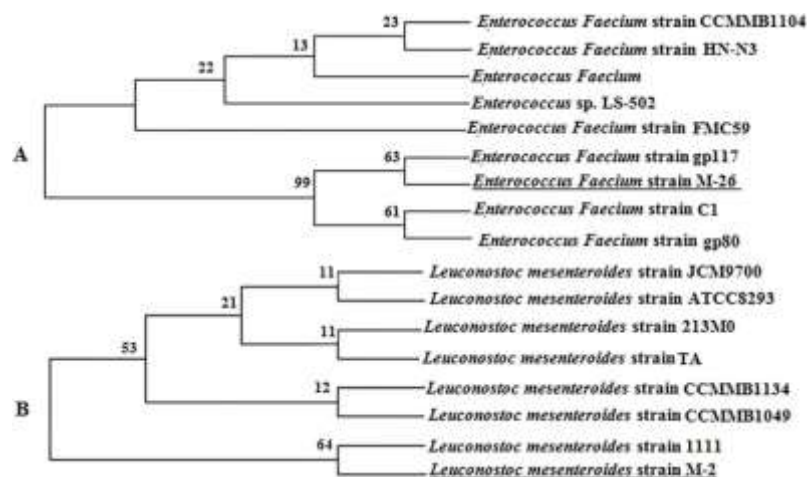 23 Enterococcus Faecium strain CCMMB1104
13 Enterococcus Faecium strain HN-N3
22 Enterococcus Faecium
Enterococcus sp. LS-502
Enterococcus Faecium strain FMC59
A
63 Enterococcus Faecium strain gp117
99 Enterococcus Faecium strain M-26
61 Enterococcus Faecium strain C1
Enterococcus Faecium strain gp80
11 Leuconostoc mesenteroides strain JCM9700
21 Leuconostoc mesenteroides strain ATCC8293
11 Leuconostoc mesenteroides strain 213M0
53 Leuconostoc mesenteroides strainTA
12 Leuconostoc mesenteroides strain CCMMB1134
B
Leuconostoc mesenteroides strain CCMMB1049
64 Leuconostoc mesenteroides strain 1111
Leuconostoc mesenteroides strain M-2